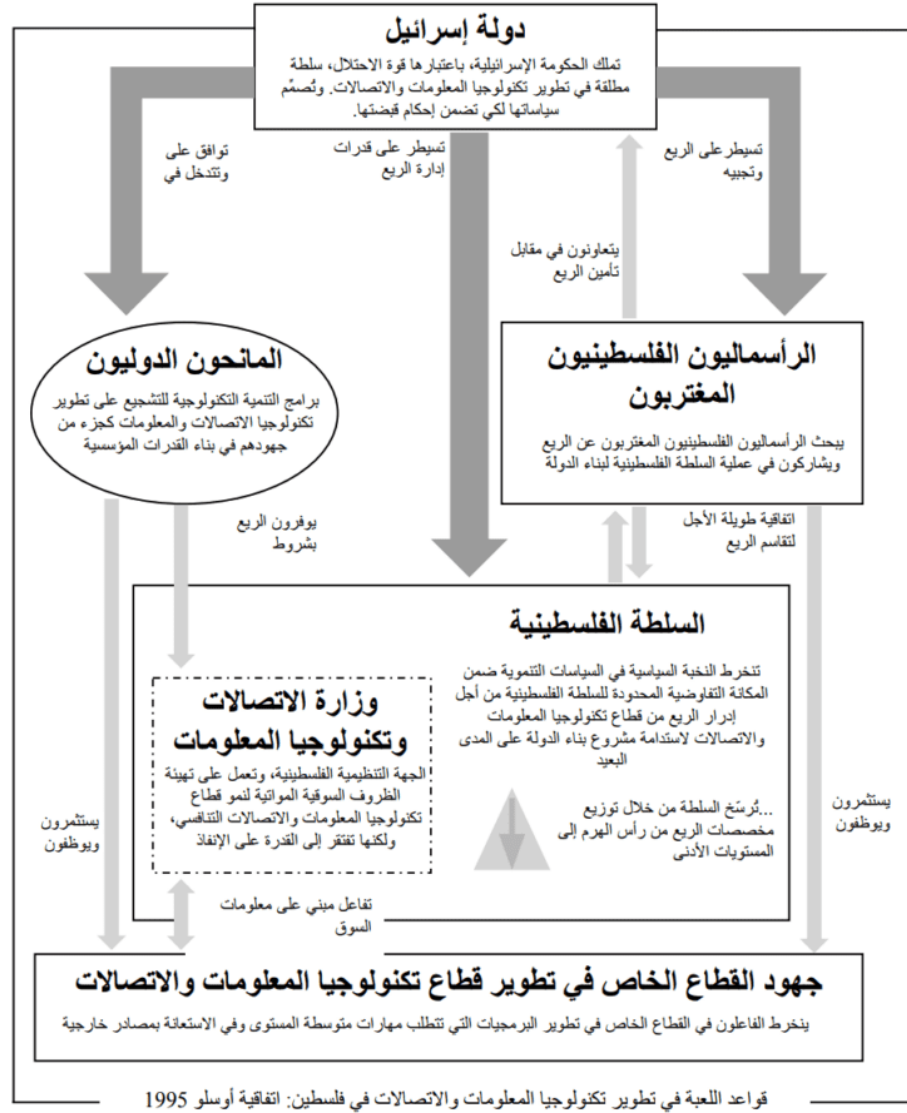 دولة إسرائيل
تملك الحكومة الإسرائيلية، باعتبارها قوة الاحتلال، سلطة
مطلقة في تطوير تكنولوجيا المعلومات والاتصالات. وتُصمِّم
سياساتها لكي تضمن إحكام قبضتها.
تسيطر على الريع
وتجبيه
تسيطر على قدرات
إدارة الريع
توافق على
وتتدخل في
يتعاونون في مقابل
تأمين الريع
الرأسماليون الفلسطينيون
المغتربون
يبحث الرأسماليون الفلسطينيون المغتربون عن الريع
ويشاركون في عملية السلطة الفلسطينية لبناء الدولة
المانحون الدوليون
برامج التنمية التكنولوجية للتشجيع على تطوير
تكنولوجيا الاتصالات والمعلومات كجزء من
جهودهم في بناء القدرات المؤسسية
اتفاقية طويلة الأجل
لتقاسم الريع
يوفرون الريع
بشروط
السلطة الفلسطينية
تنخرط النخبة السياسية في السياسات التنموية ضمن
المكانة التفاوضية المحدودة للسلطة الفلسطينية من أجل
إدرار الريع من قطاع تكنولوجيا المعلومات
والاتصالات لاستدامة مشروع بناء الدولة على المدى
البعيد
...تُرسَّخ السلطة من خلال توزيع
مخصصات الريع من رأس الهرم إلى
المستويات الأدنى
وزارة الاتصالات
وتكنولوجيا المعلومات
الجهة التنظيمية الفلسطينية، وتعمل على تهيئة
الظروف السوقية المواتية لنمو قطاع
تكنولوجيا المعلومات والاتصالات التنافسي،
ولكنها تفتقر إلى القدرة على الإنفاذ
يستثمرون
ويوظفون
يستثمرون
ويوظفون
تفاعل مبني على معلومات
السوق
جهود القطاع الخاص في تطوير قطاع تكنولوجيا المعلومات والاتصالات
ينخرط الفاعلون في القطاع الخاص في تطوير البرمجيات التي تتطلب مهارات متوسطة المستوى وفي الاستعانة بمصادر خارجية
قواعد اللعبة في تطوير تكنولوجيا المعلومات والاتصالات في فلسطين: اتفاقية أوسلو 1995